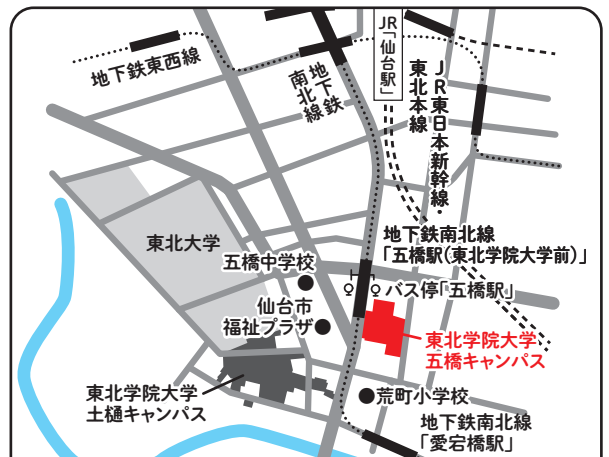 JR「仙台駅」
地下鉄東西線
地下鉄
南北線
JR東日本新幹線・
東北本線
東北大学
地下鉄南北線
「五橋駅(東北学院大学前)」
五橋中学校
バス停「五橋駅」
仙台市
福祉プラザ
東北学院大学
五橋キャンパス
東北学院大学
土樋キャンパス
荒町小学校
地下鉄南北線
「愛宕橋駅」